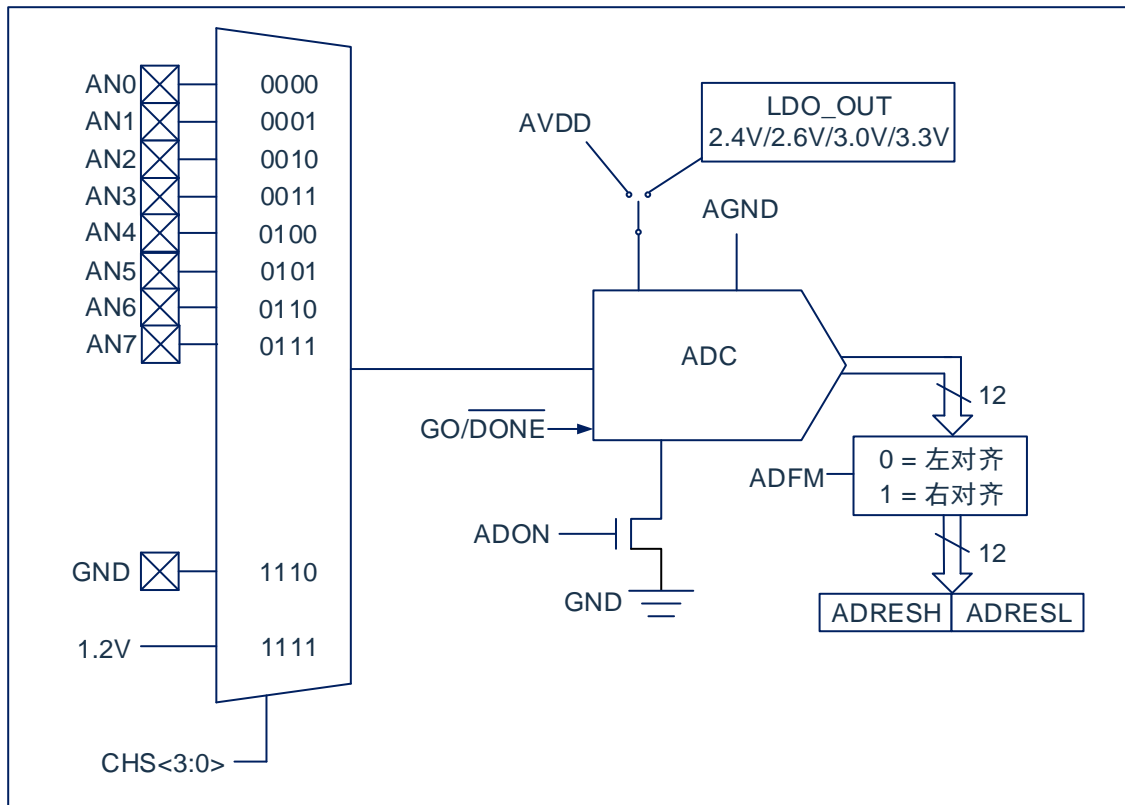 AN0
AN1
AN2
AN3
AN4
AN5
AN6
AN7
GND
1.2V
0000
0001
0010
0011
0100
0101
0110
0111
1110
1111
CHS<3:0>
AVDD
LDO_OUT
2.4V/2.6V/3.0V/3.3V
AGND
ADC
GO/DONE
ADON
GND
12
ADFM
0 = 左对齐
1 = 右对齐
12
ADRESH ADRESL